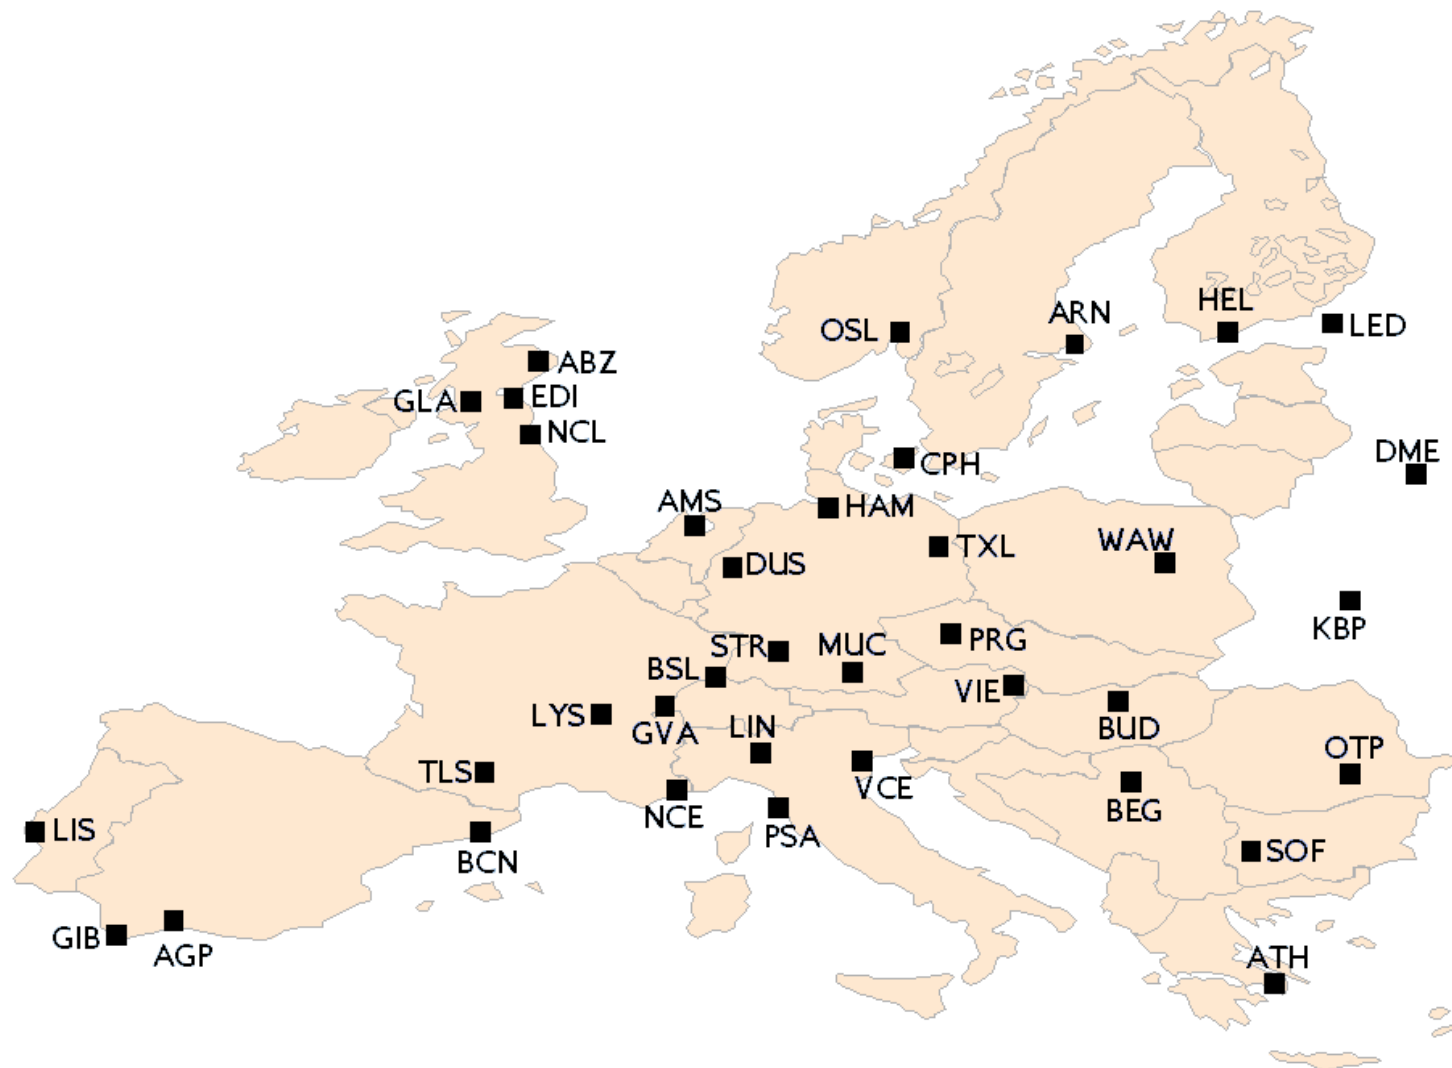 HEL
ARN
LED
OSL
ABZ
EDI
GLA
NCL
DME
CPH
AMS
HAM
WAW
TXL
DUS
KBP
PRG
MUC
STR
BSL
VIE
LYS
GVA
LIN
BUD
OTP
TLS
VCE
BEG
NCE
PSA
LIS
SOF
BCN
GIB
AGP
ATH